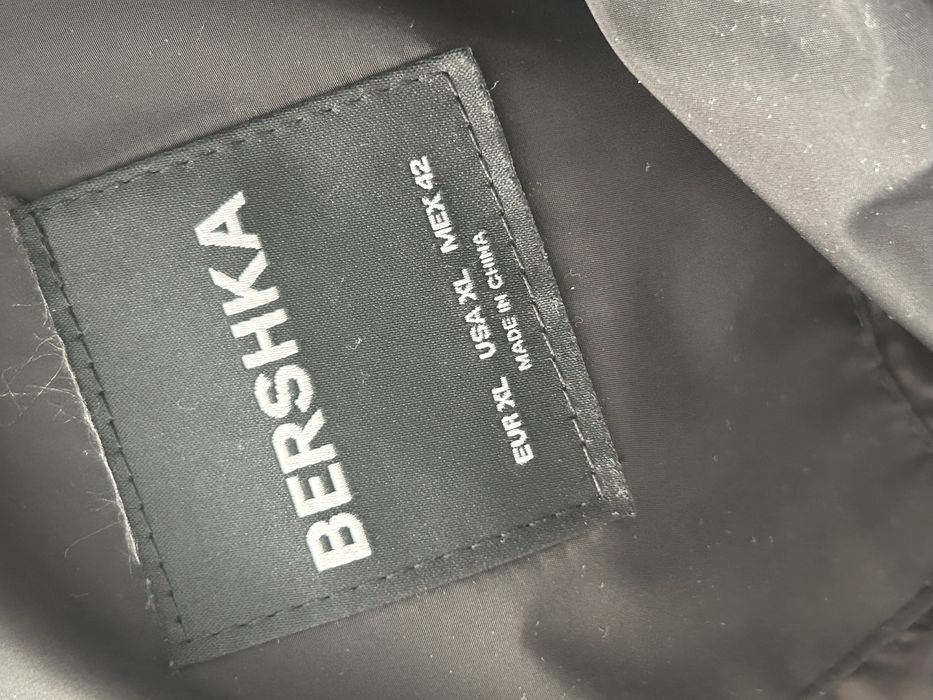 BERSHKA
EUR XL USA XL MEX 42
MADE IN CHINA